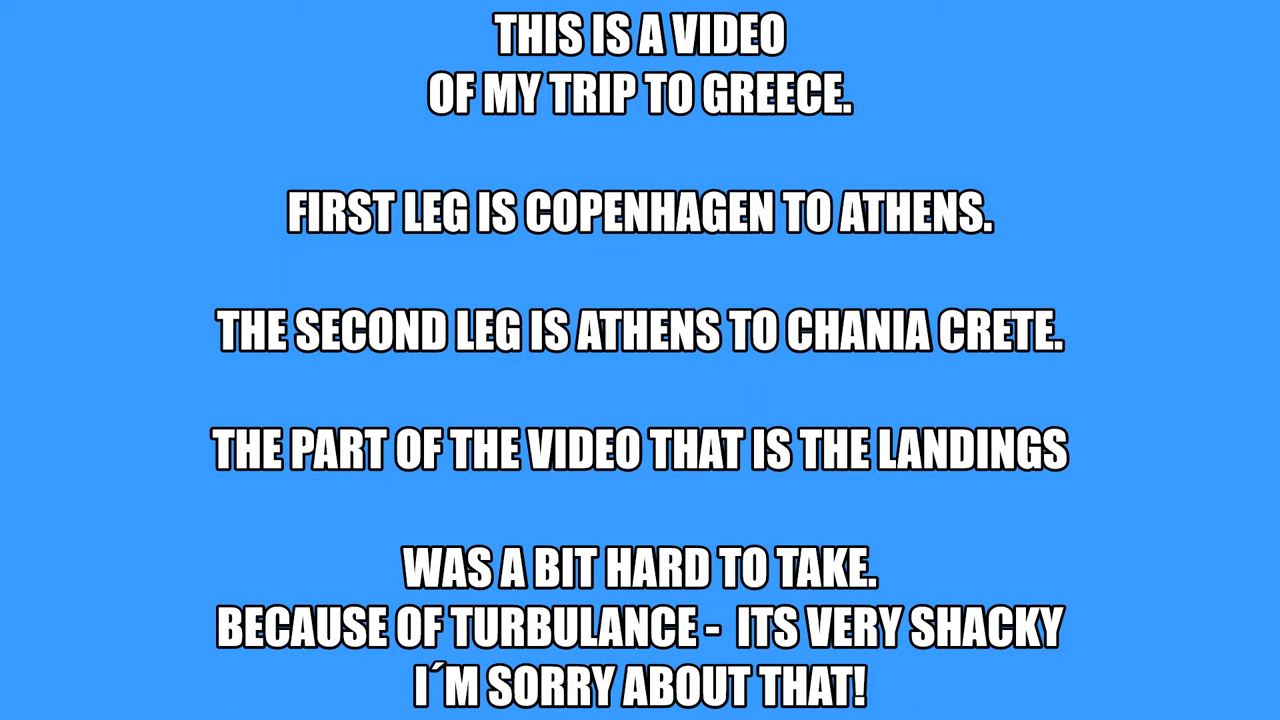 THIS IS A VIDEO
OF MY TRIP TO GREECE.
FIRST LEG IS COPENHAGEN TO ATHENS.
THE SECOND LEG IS ATHENS TO CHANIA CRETE.
THE PART OF THE VIDEO THAT IS THE LANDINGS
WAS A BIT HARD TO TAKE.
BECAUSE OF TURBULANCE - ITS VERY SHACKY
I´M SORRY ABOUT THAT!